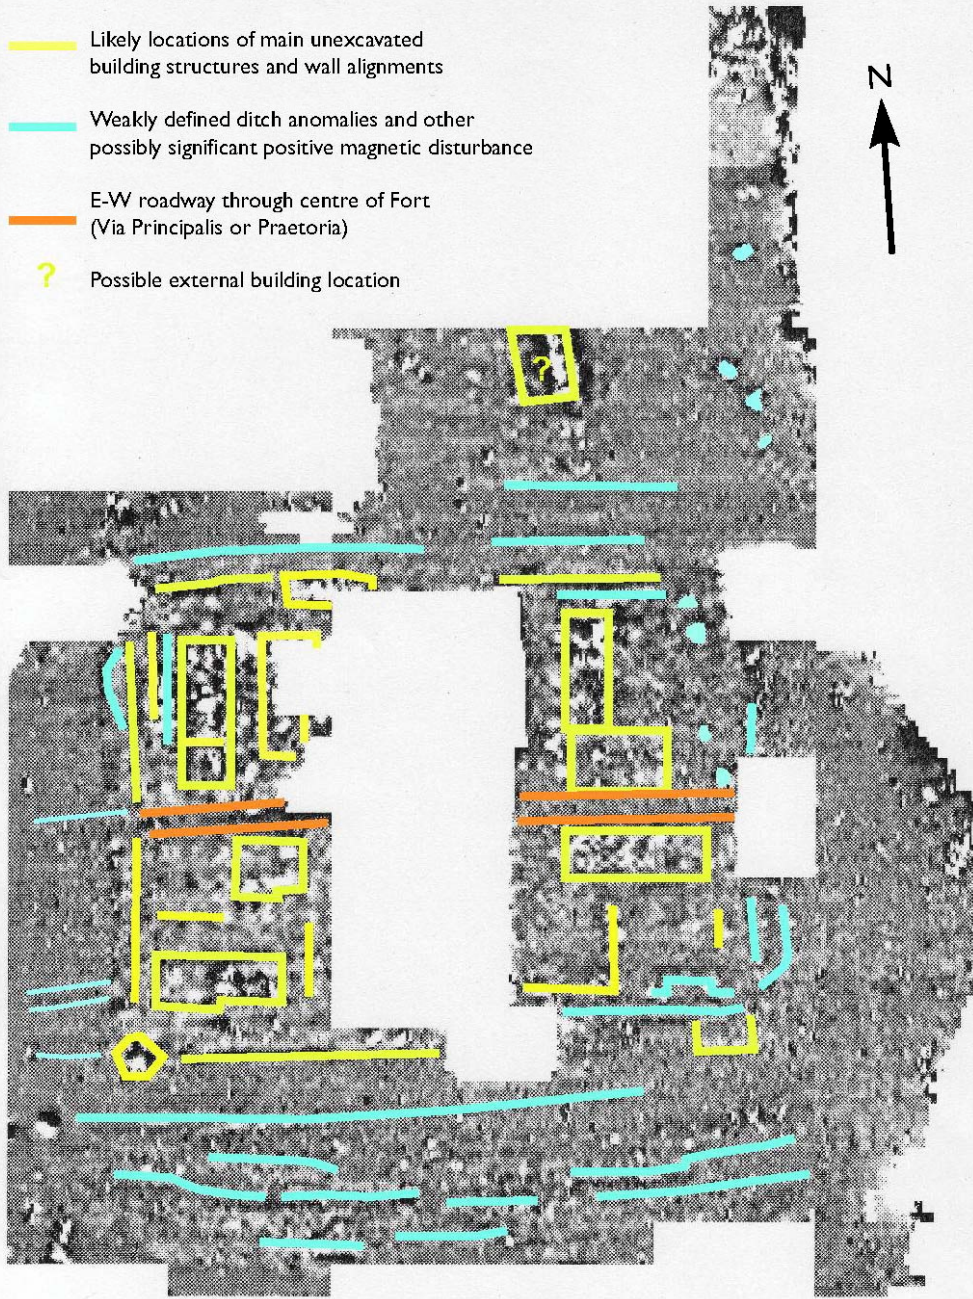 Likely locations of main unexcavated
building structures and wall alignments
Weakly defined ditch anomalies and other
possibly significant positive magnetic disturbance
E-W roadway through centre of Fort
(Via Principalis or Praetoria)
?
Possible external building location
N
?